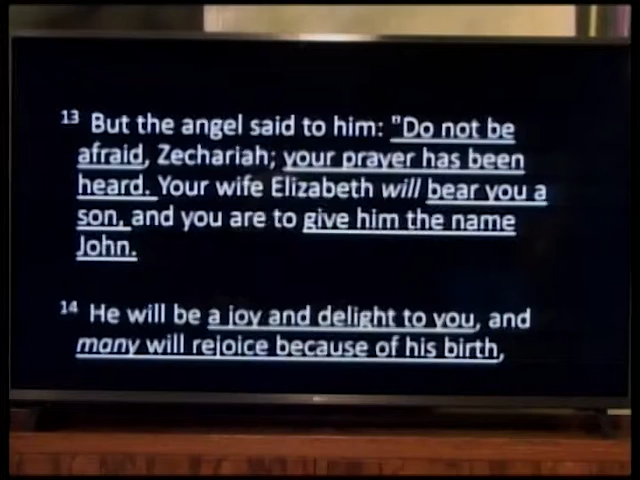 13 But the angel said to him: "Do not be
afraid, Zechariah; your prayer has been
heard. Your wife Elizabeth will bear you a
son, and you are to give him the name
John.
14 He will be a joy and delight to you, and
many will rejoice because of his birth,